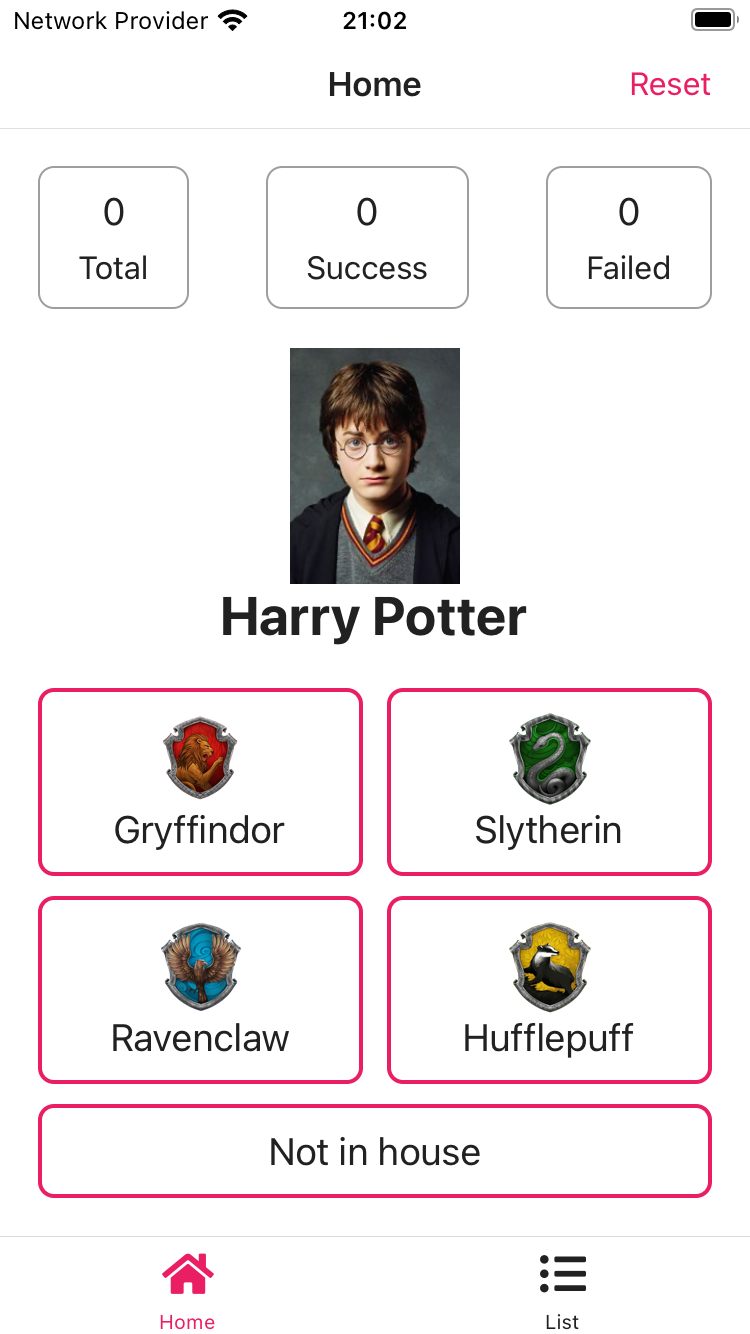 Network Provider 21:02
Home Reset
0 0 0
Total Success Failed
Harry Potter
Gryffindor Slytherin
Ravenclaw Hufflepuff
Not in house
Home List